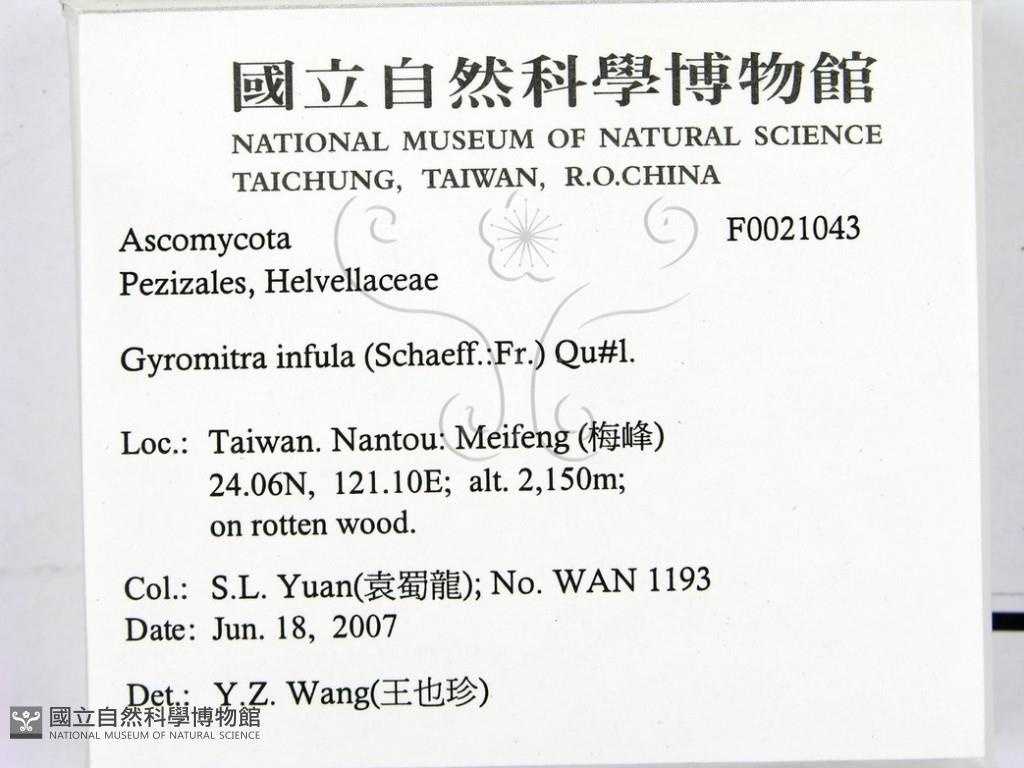 國立自然科學博物館
NATIONAL MUSEUM OF NATURAL SCIENCE
TAICHUNG, TAIWAN, R.O.CHINA
Ascomycota F0021043
Pezizales, Helvellaceae
Gyromitra infula (Schaeff.:Fr.) Qu#l.
Loc.: Taiwan. Nantou: Meifeng (梅峰)
24.06N, 121.10E; alt. 2,150m;
on rotten wood.
Col.: S.L. Yuan(袁蜀龍); No. WAN 1193
Date: Jun. 18, 2007
Det.: Y.Z. Wang(王也珍)
國立自然科學博物館
NATIONAL MUSEUM OF NATURAL SCIENCE